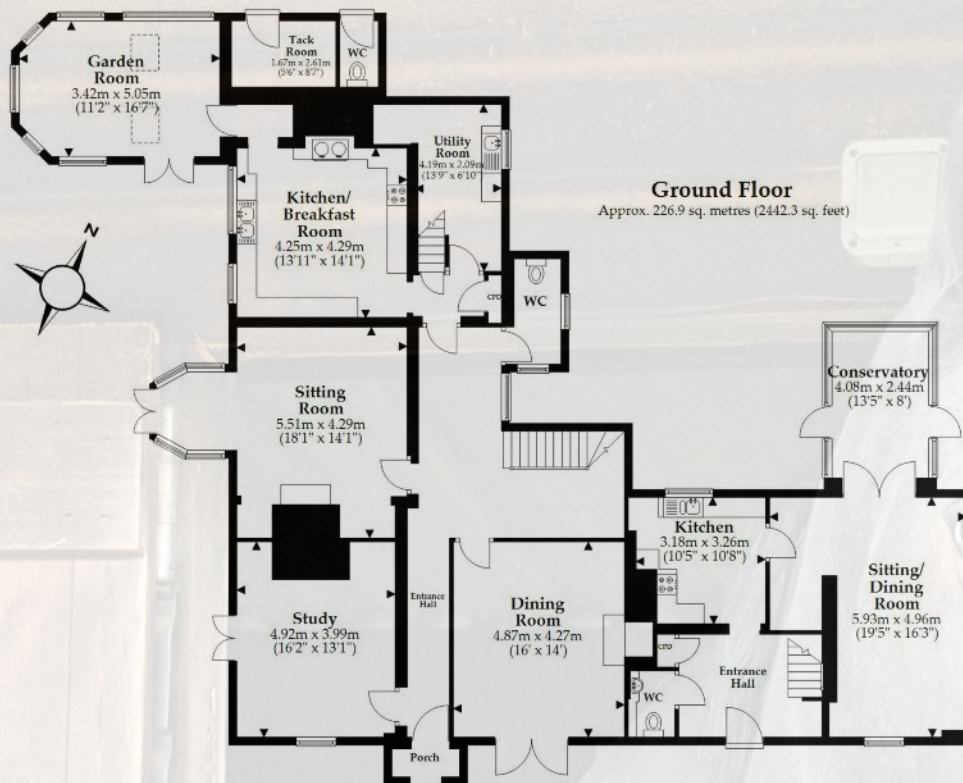 Garden
Room
3.42m x 5.05m
(11'2" x 16'7")
Tack
Room
1.67m x 2.61m
(5'6" x 8'7")
WC
Utility
Room
4.19m x 2.09m
(13'9" x 6'10")
Kitchen/
Breakfast
Room
4.25m x 4.29m
(13'11" x 14'1")
Ground Floor
Approx. 226.9 sq. metres (2442.3 sq. feet)
N
CPD
WC
Sitting
Room
5.51m x 4.29m
(18'1" x 14'1")
Conservatory
4.08m x 2.44m
(13'5" x 8')
Kitchen
3.18m x 3.26m
(10'5" x 10'8")
Sitting/
Dining
Room
5.93m x 4.96m
(19'5" x 16'3")
Study
4.92m x 3.99m
(16'2" x 13'1")
Entrance
Hall
Dining
Room
4.87m x 4.27m
(16' x 14')
CPD
WC
Entrance
Hall
Porch